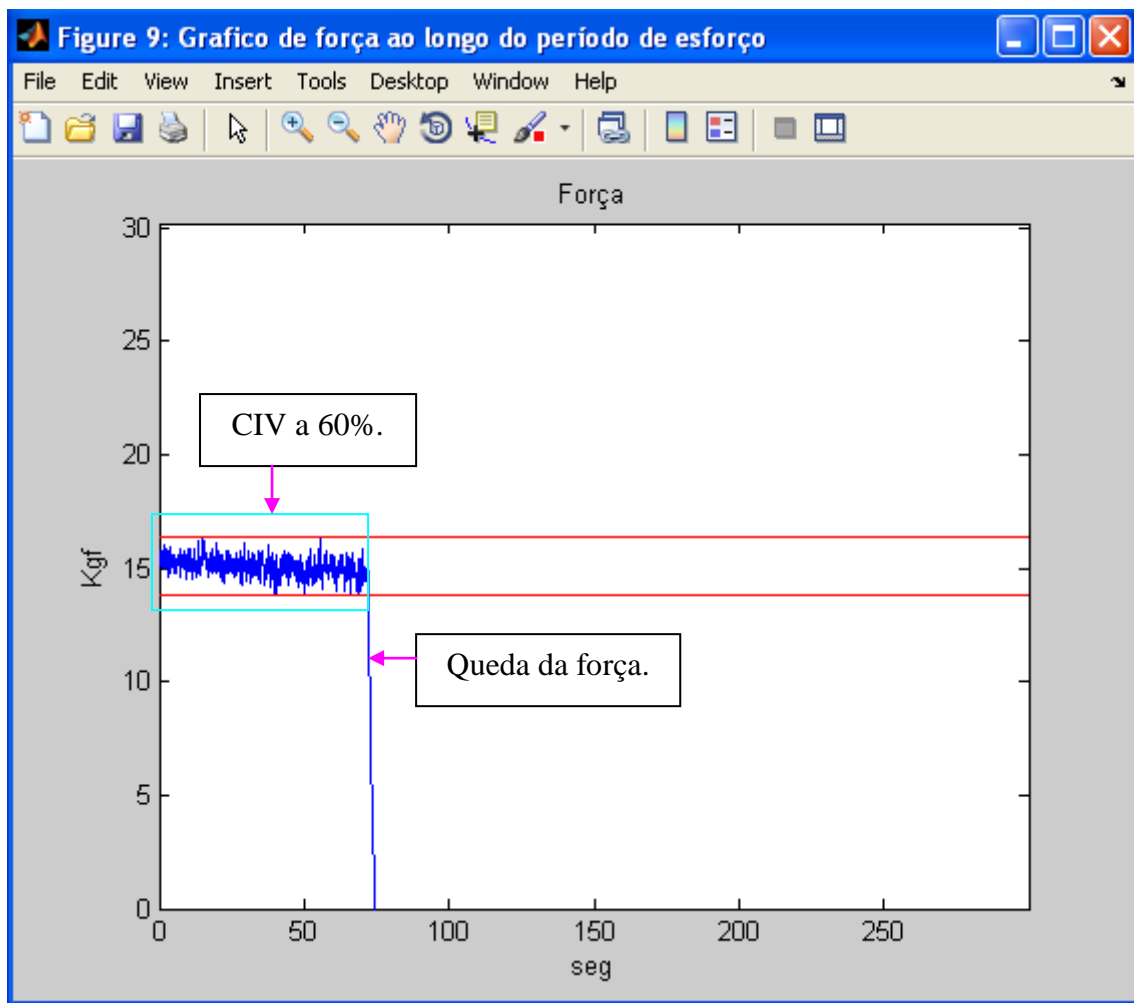 Figure 9: Grafico de força ao longo do período de esforço
File Edit View Insert Tools Desktop Window Help
Força
30
25
CIV a 60%.
20
Kgf
15
Queda da força.
10
5
0
0 50 100 150 200 250
seg